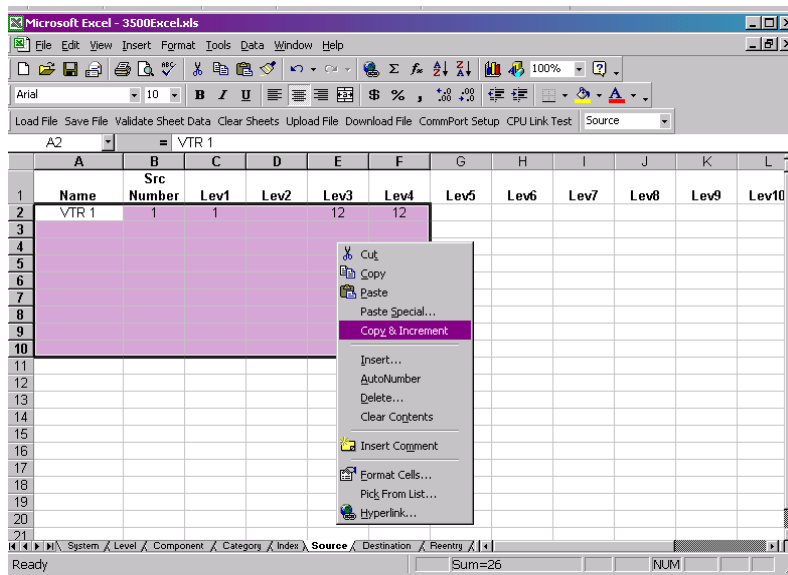 Microsoft Excel - 3500Excel.xls
File Edit View Insert Format Tools Data Window Help
ABC 100%
Arial 10 B I U $ % , .00 .00 A
Load File Save File Validate Sheet Data Clear Sheets Upload File Download File CommPort Setup CPU Link Test Source
A2 = VTR 1
A B C D E F G H I J K L
Src
1 Name Number Lev1 Lev2 Lev3 Lev4 Lev5 Lev6 Lev7 Lev8 Lev9 Lev10
2 VTR 1 1 1 12 12
3
4
5
6
7
8
9
10
11
12
13
14
15
16
17
18
19
20
21
Cut
Copy
Paste
Paste Special...
Copy & Increment
Insert...
AutoNumber
Delete...
Clear Contents
Insert Comment
Format Cells...
Pick From List...
Hyperlink...
System Level Component Category Index Source Destination Reentry
Ready Sum=26 NUM